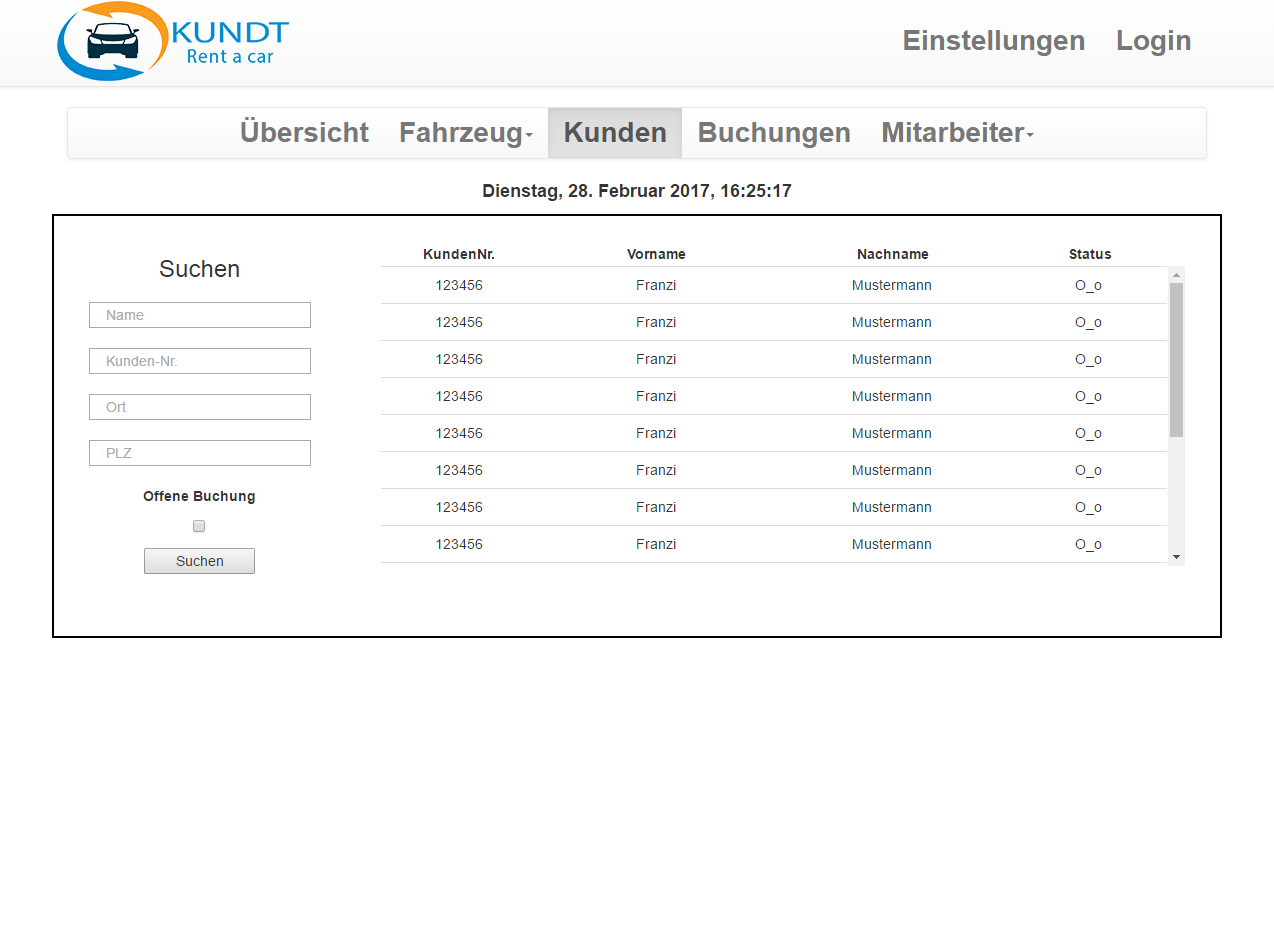 KUNDT
Rent a car
Einstellungen Login
Übersicht Fahrzeug Kunden Buchungen Mitarbeiter
Dienstag, 28. Februar 2017, 16:25:17
Suchen
Name
Kunden-Nr.
Ort
PLZ
Offene Buchung
Suchen
KundenNr. Vorname Nachname Status
123456 Franzi Mustermann O_o
123456 Franzi Mustermann O_o
123456 Franzi Mustermann O_o
123456 Franzi Mustermann O_o
123456 Franzi Mustermann O_o
123456 Franzi Mustermann O_o
123456 Franzi Mustermann O_o
123456 Franzi Mustermann O_o